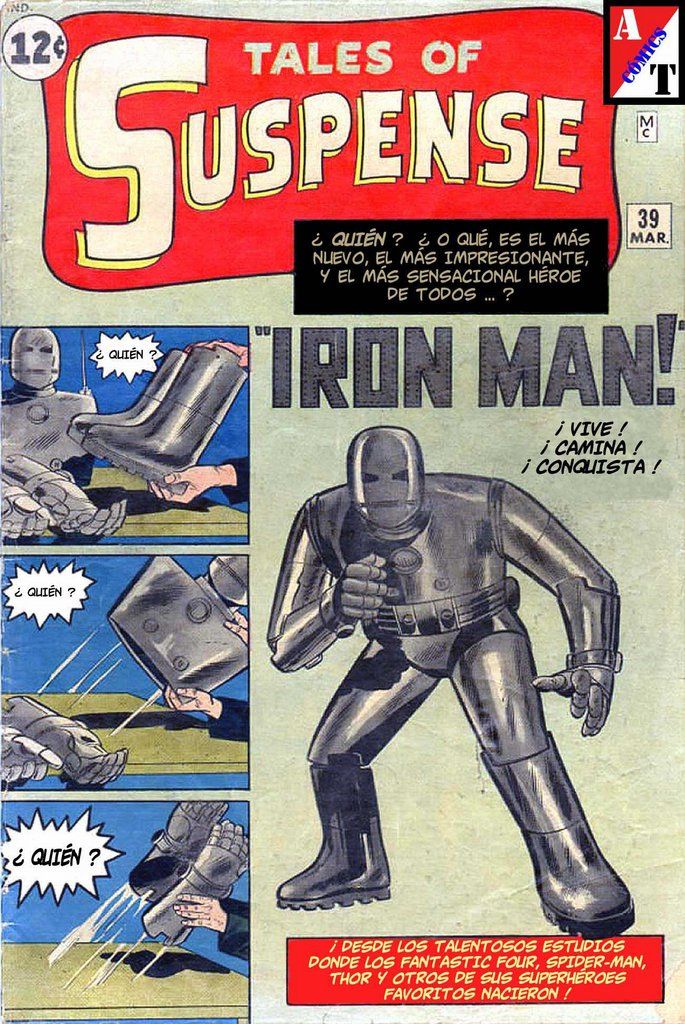 IND.
12¢
TALES OF
SUSPENSE
A
CÓMICS
T
M
C
39
MAR.
¿ QUIÉN ? ¿ O QUÉ, ES EL MÁS
NUEVO, EL MÁS IMPRESIONANTE,
Y EL MÁS SENSACIONAL HÉROE
DE TODOS ... ?
"IRON MAN!"
¡ VIVE !
¡ CAMINA !
¡ CONQUISTA !
¿ QUIÉN ?
¿ QUIÉN ?
¿ QUIÉN ?
¡ DESDE LOS TALENTOSOS ESTUDIOS
DONDE LOS FANTASTIC FOUR, SPIDER-MAN,
THOR Y OTROS DE SUS SUPERHÉROES
FAVORITOS NACIERON !